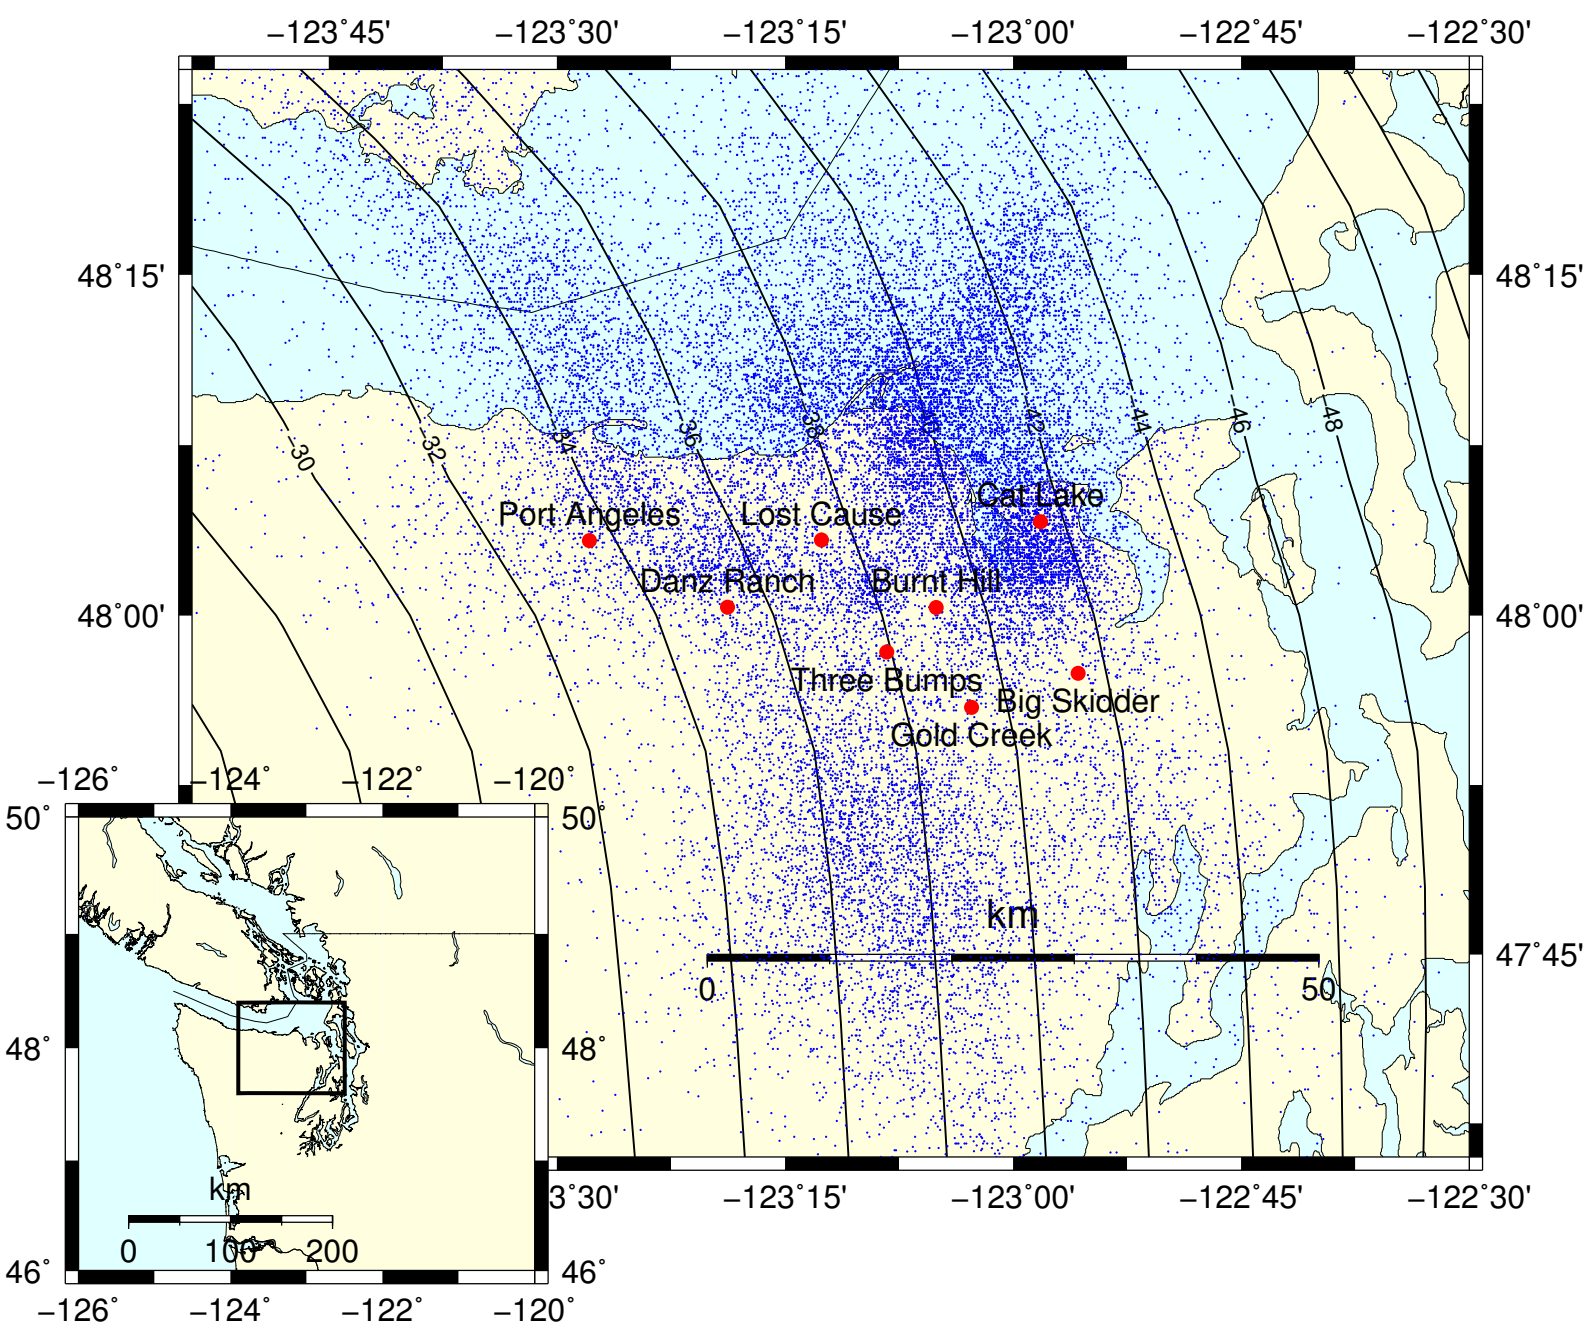 −123˚45' −123˚30' −123˚15' −123˚00' −122˚45' −122˚30'
48˚15' 48˚15'
−30 −32 −34 −36 −38 −42 −44 −46 −48
Cat Lake
Port Angeles Lost Cause
Danz Ranch Burnt Hill
48˚00' 48˚00'
Three Bumps
Big Skidder
Gold Creek
−126˚ −124˚ −122˚ −120˚
50˚ 50˚
km
47˚45'
0 50
48˚ 48˚
km
3˚30' −123˚15' −123˚00' −122˚45' −122˚30'
0 100 200
46˚ 46˚
−126˚ −124˚ −122˚ −120˚